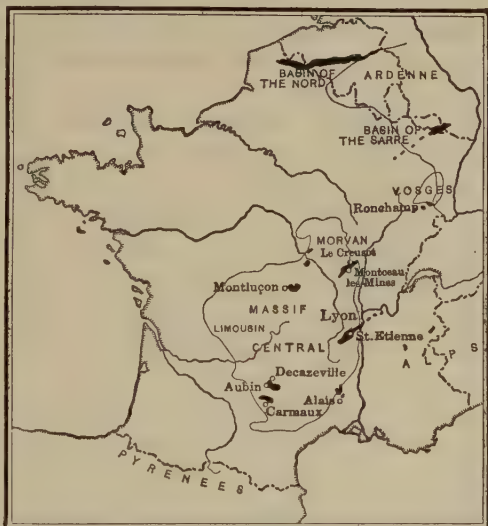 BASIN OF
THE NORD
ARDENNE
BASIN OF
THE SARRE
VOSGES
Ronchamp
MORVAN
Le Creusot
Montceau
les Mines
Montluçon
MASSIF
LIMOUSIN
Lyon
CENTRAL
St. Etienne
ALPS
Decazeville
Aubin
Alais
Carmaux
PYRENEES